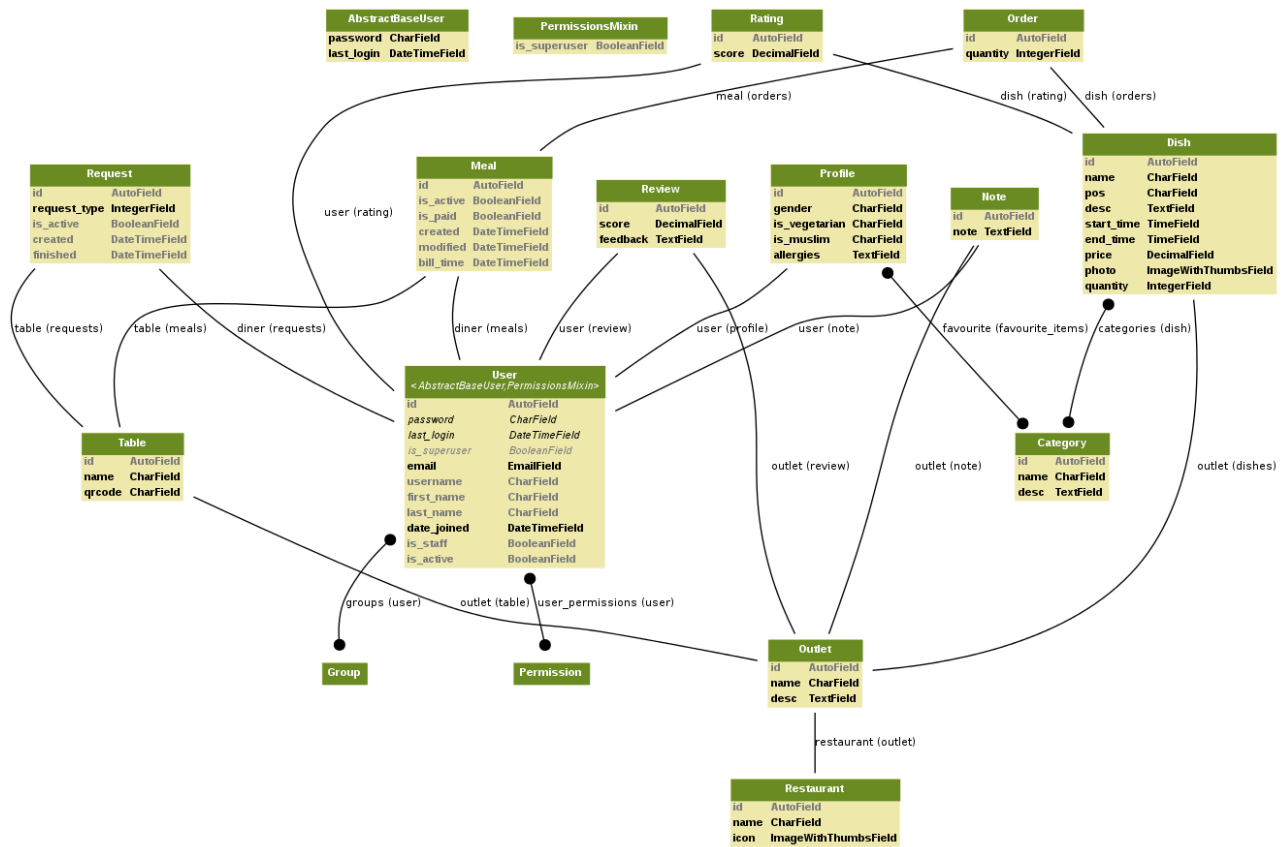 AbstractBaseUser
password CharField
last_login DateTimeField
PermissionsMixin
is_superuser BooleanField
Rating
id AutoField
score DecimalField
Order
id AutoField
quantity IntegerField
meal (orders)
dish (rating)
dish (orders)
Request
id AutoField
request_type IntegerField
is_active BooleanField
created DateTimeField
finished DateTimeField
user (rating)
Meal
id AutoField
is_active BooleanField
is_paid BooleanField
created DateTimeField
modified DateTimeField
bill_time DateTimeField
Review
id AutoField
score DecimalField
feedback TextField
Profile
id AutoField
gender CharField
is_vegetarian CharField
is_muslim CharField
allergies TextField
Note
id AutoField
note TextField
Dish
id AutoField
name CharField
pos CharField
desc TextField
start_time TimeField
end_time TimeField
price DecimalField
photo ImageWithThumbsField
quantity IntegerField
table (requests)
table (meals)
diner (requests)
diner (meals)
user (review)
user (profile)
user (note)
favourite (favourite_items)
categories (dish)
User
<AbstractBaseUser,PermissionsMixin>
id AutoField
password CharField
last_login DateTimeField
is_superuser BooleanField
email EmailField
username CharField
first_name CharField
last_name CharField
date_joined DateTimeField
is_staff BooleanField
is_active BooleanField
Table
id AutoField
name CharField
qrcode CharField
outlet (review)
outlet (note)
Category
id AutoField
name CharField
desc TextField
outlet (dishes)
groups (user)
outlet (table)
user_permissions (user)
Group
Permission
Outlet
id AutoField
name CharField
desc TextField
restaurant (outlet)
Restaurant
id AutoField
name CharField
icon ImageWithThumbsField